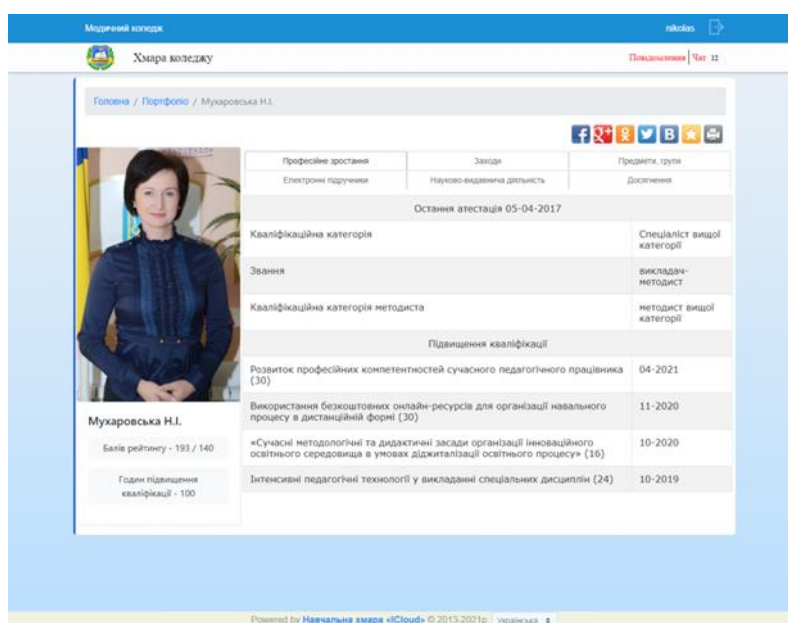 Медичний коледж
nikolas
Хмара коледжу
Повідомлення Чат 12
Головна / Портфоліо / Мухаровська Н.І.
Професійне зростання
Заходи
Предмети, групи
Електронні підручники
Науково-видавнича діяльність
Досягнення
Остання атестація 05-04-2017
Кваліфікаційна категорія
Спеціаліст вищої
категорії
Звання
викладач-
методист
Кваліфікаційна категорія методиста
методист вищої
категорії
Підвищення кваліфікації
Розвиток професійних компетентностей сучасного педагогічного працівника
(30)
04-2021
Використання безкоштовних онлайн-ресурсів для організації навального
процесу в дистанційній формі (30)
11-2020
«Сучасні методологічні та дидактичні засади організації інноваційного
освітнього середовища в умовах діджиталізації освітнього процесу» (16)
10-2020
Інтенсивні педагогічні технології у викладанні спеціальних дисциплін (24)
10-2019
Мухаровська Н.І.
Балів рейтингу - 193 / 140
Годин підвищення
кваліфікації - 100
Powered by Навчальна хмара «ICloud» © 2013-2021р. українська